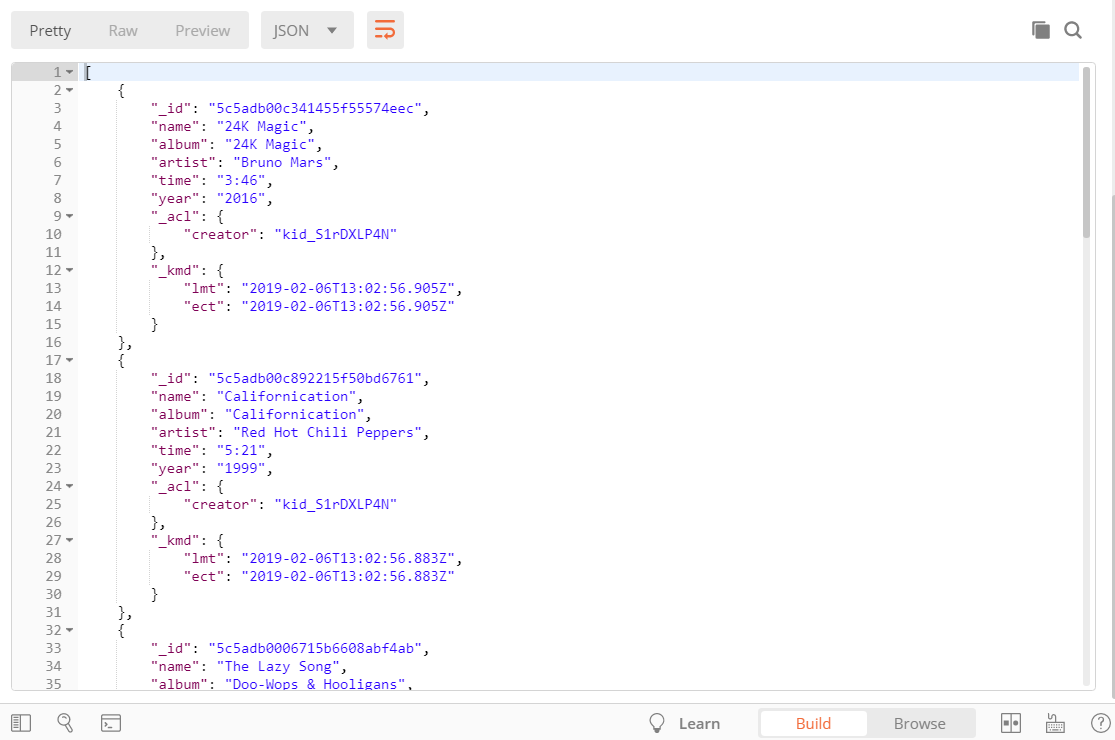 Pretty Raw Preview JSON
1 [
2 {
3 "_id": "5c5adb00c341455f55574eec",
4 "name": "24K Magic",
5 "album": "24K Magic",
6 "artist": "Bruno Mars",
7 "time": "3:46",
8 "year": "2016",
9 "_acl": {
10 "creator": "kid_S1rDXLP4N"
11 },
12 "_kmd": {
13 "lmt": "2019-02-06T13:02:56.905Z",
14 "ect": "2019-02-06T13:02:56.905Z"
15 }
16 },
17 {
18 "_id": "5c5adb00c892215f50bd6761",
19 "name": "Californication",
20 "album": "Californication",
21 "artist": "Red Hot Chili Peppers",
22 "time": "5:21",
23 "year": "1999",
24 "_acl": {
25 "creator": "kid_S1rDXLP4N"
26 },
27 "_kmd": {
28 "lmt": "2019-02-06T13:02:56.883Z",
29 "ect": "2019-02-06T13:02:56.883Z"
30 }
31 },
32 {
33 "_id": "5c5adb0006715b6608abf4ab",
34 "name": "The Lazy Song",
35 "album": "Doo-Wops & Hooligans",
Learn Build Browse